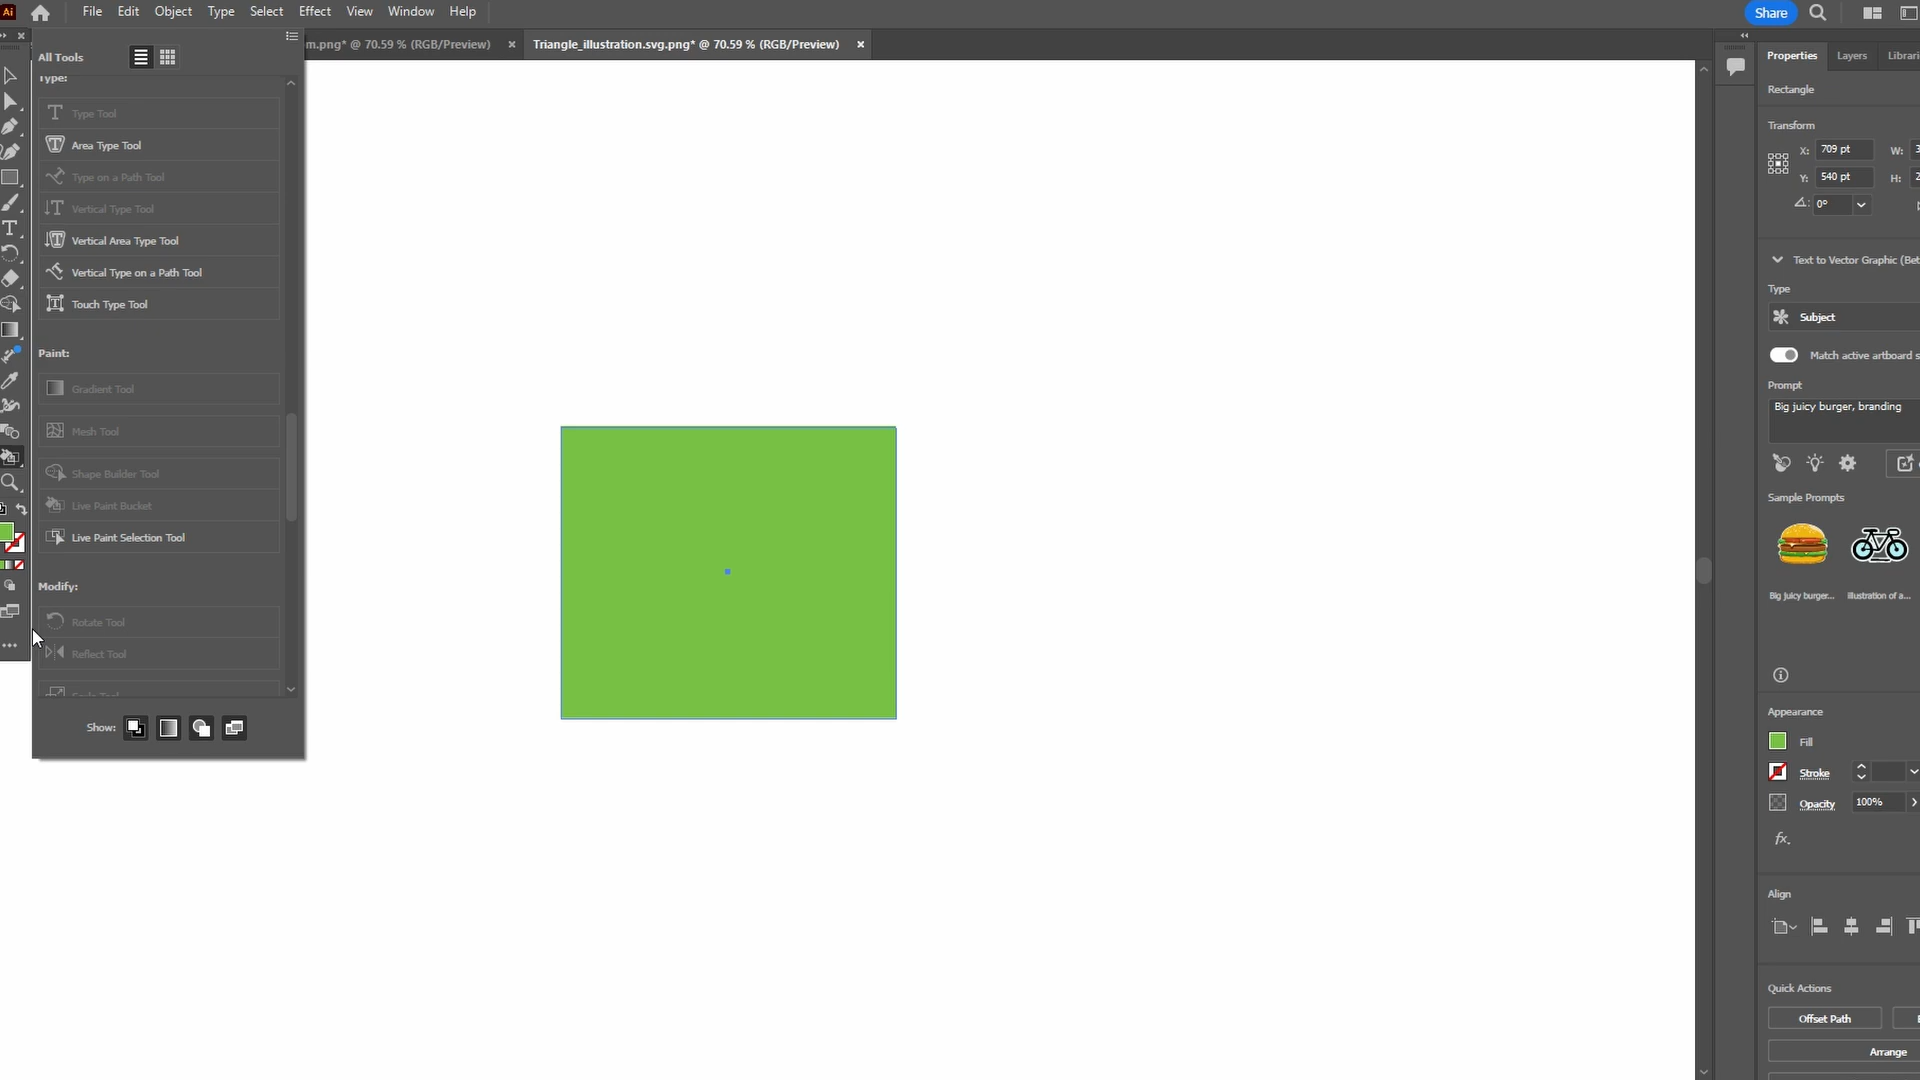 Ai File Edit Object Type Select Effect View Window Help Share
m.png* @ 70.59 % (RGB/Preview) × Triangle_illustration.svg.png* @ 70.59 % (RGB/Preview) ×
All Tools
Type:
Type Tool
Area Type Tool
Type on a Path Tool
Vertical Type Tool
Vertical Area Type Tool
Vertical Type on a Path Tool
Touch Type Tool
Paint:
Gradient Tool
Mesh Tool
Shape Builder Tool
Live Paint Bucket
Live Paint Selection Tool
Modify:
Rotate Tool
Reflect Tool
Scale Tool
Show:
Properties Layers Librari
Rectangle
Transform
X: 709 pt W: 3
Y: 540 pt H: 2
0°
Text to Vector Graphic (Bet
Type
Subject
Match active artboard s
Prompt
Big juicy burger, branding
Sample Prompts
Big juicy burger... illustration of a...
Appearance
Fill
Stroke
Opacity 100%
fx.
Align
Quick Actions
Offset Path
Arrange